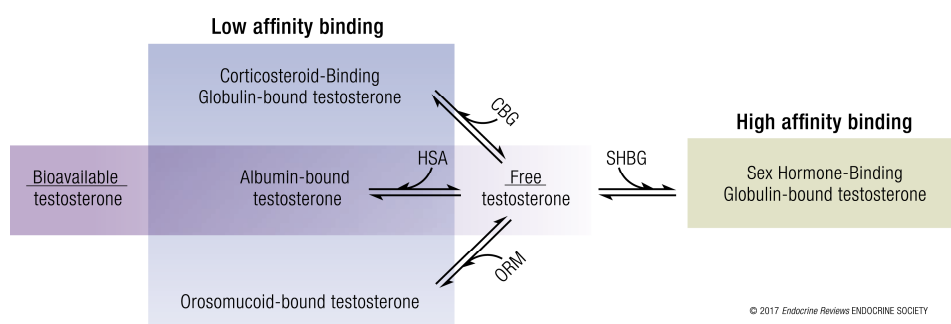 Low affinity binding
Corticosteroid-Binding
Globulin-bound testosterone
CBG
High affinity binding
Bioavailable
testosterone
Albumin-bound
testosterone
HSA
Free
testosterone
SHBG
Sex Hormone-Binding
Globulin-bound testosterone
ORM
Orosomucoid-bound testosterone
© 2017 Endocrine Reviews ENDOCRINE SOCIETY